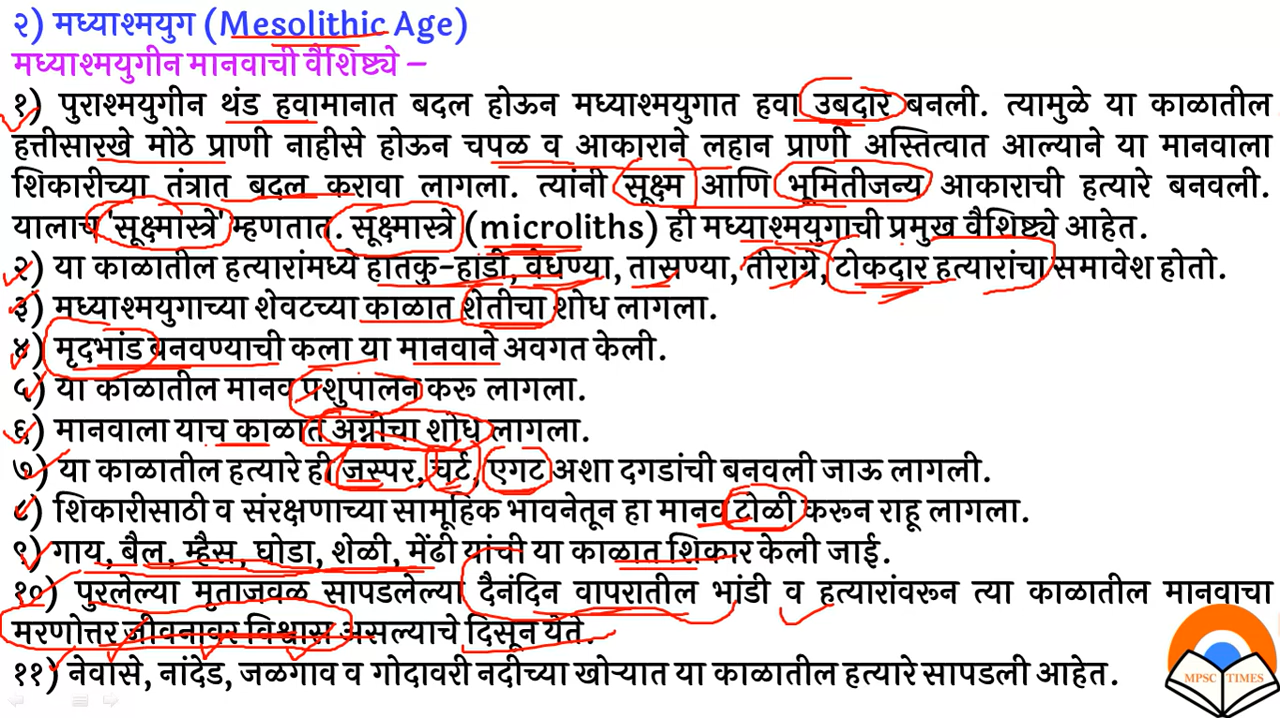 २) मध्याश्मयुग (Mesolithic Age)
मध्याश्मयुगीन मानवाची वैशिष्ट्ये –
१) पुराश्मयुगीन थंड हवामानात बदल होऊन मध्याश्मयुगात हवा उबदार बनली. त्यामुळे या काळातील
हत्तीसारखे मोठे प्राणी नाहीसे होऊन चपळ व आकाराने लहान प्राणी अस्तित्वात आल्याने या मानवाला
शिकारीच्या तंत्रात बदल करावा लागला. त्यांनी सूक्ष्म आणि भूमितीजन्य आकाराची हत्यारे बनवली.
यालाच 'सूक्ष्मास्त्रे' म्हणतात. सूक्ष्मास्त्रे (microliths) ही मध्याश्मयुगाची प्रमुख वैशिष्ट्ये आहेत.
२) या काळातील हत्यारांमध्ये हातकु-हाडी, वेधण्या, तासण्या, तीराग्रे, टोकदार हत्यारांचा समावेश होतो.
३) मध्याश्मयुगाच्या शेवटच्या काळात शेतीचा शोध लागला.
४) मृदभांड बनवण्याची कला या मानवाने अवगत केली.
५) या काळातील मानव पशुपालन करू लागला.
६) मानवाला याच काळात अग्नीचा शोध लागला.
७) या काळातील हत्यारे ही जस्पर, चर्ट, एगट अशा दगडांची बनवली जाऊ लागली.
८) शिकारीसाठी व संरक्षणाच्या सामूहिक भावनेतून हा मानव टोळी करून राहू लागला.
९) गाय, बैल, म्हैस, घोडा, शेळी, मेंढी यांची या काळात शिकार केली जाई.
१०) पुरलेल्या मृताजवळ सापडलेल्या दैनंदिन वापरातील भांडी व हत्यारांवरून त्या काळातील मानवाचा
मरणोत्तर जीवनावर विश्वास असल्याचे दिसून येते.
११) नेवासे, नांदेड, जळगाव व गोदावरी नदीच्या खोऱ्यात या काळातील हत्यारे सापडली आहेत.
MPSC TIMES